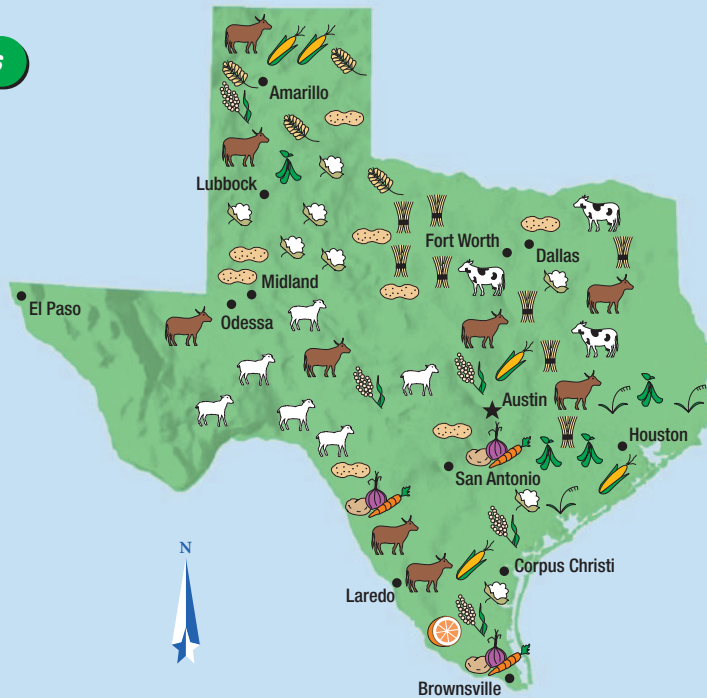 s
Amarillo
Lubbock
Fort Worth
Dallas
Midland
El Paso
Odessa
Austin
Houston
San Antonio
N
Corpus Christi
Laredo
Brownsville